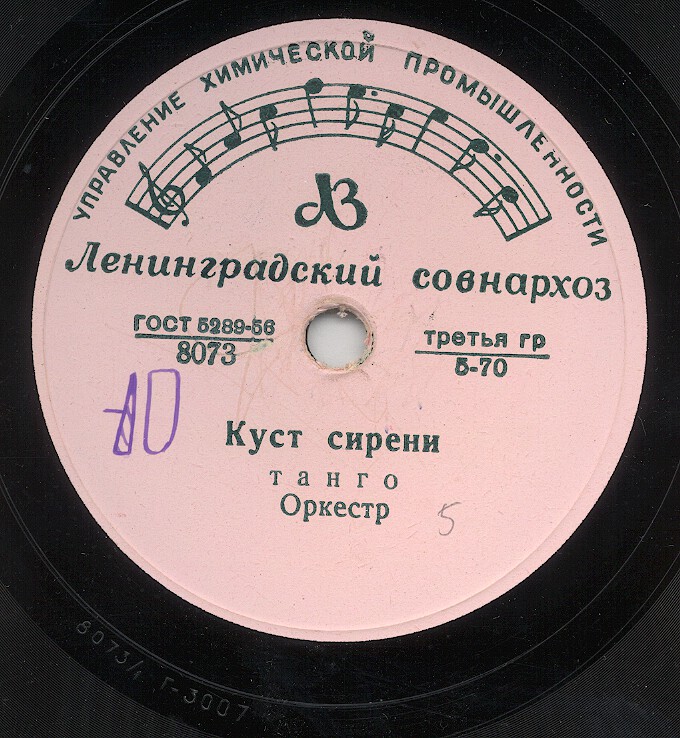 УПРАВЛЕНИЕ ХИМИЧЕСКОЙ ПРОМЫШЛЕННОСТИ
ЛЗ
Ленинградский совнархоз
ГОСТ 5289-56
8073
третья гр
5-70
10
Куст сирени
танго
Оркестр
5
8073/ Г-3007